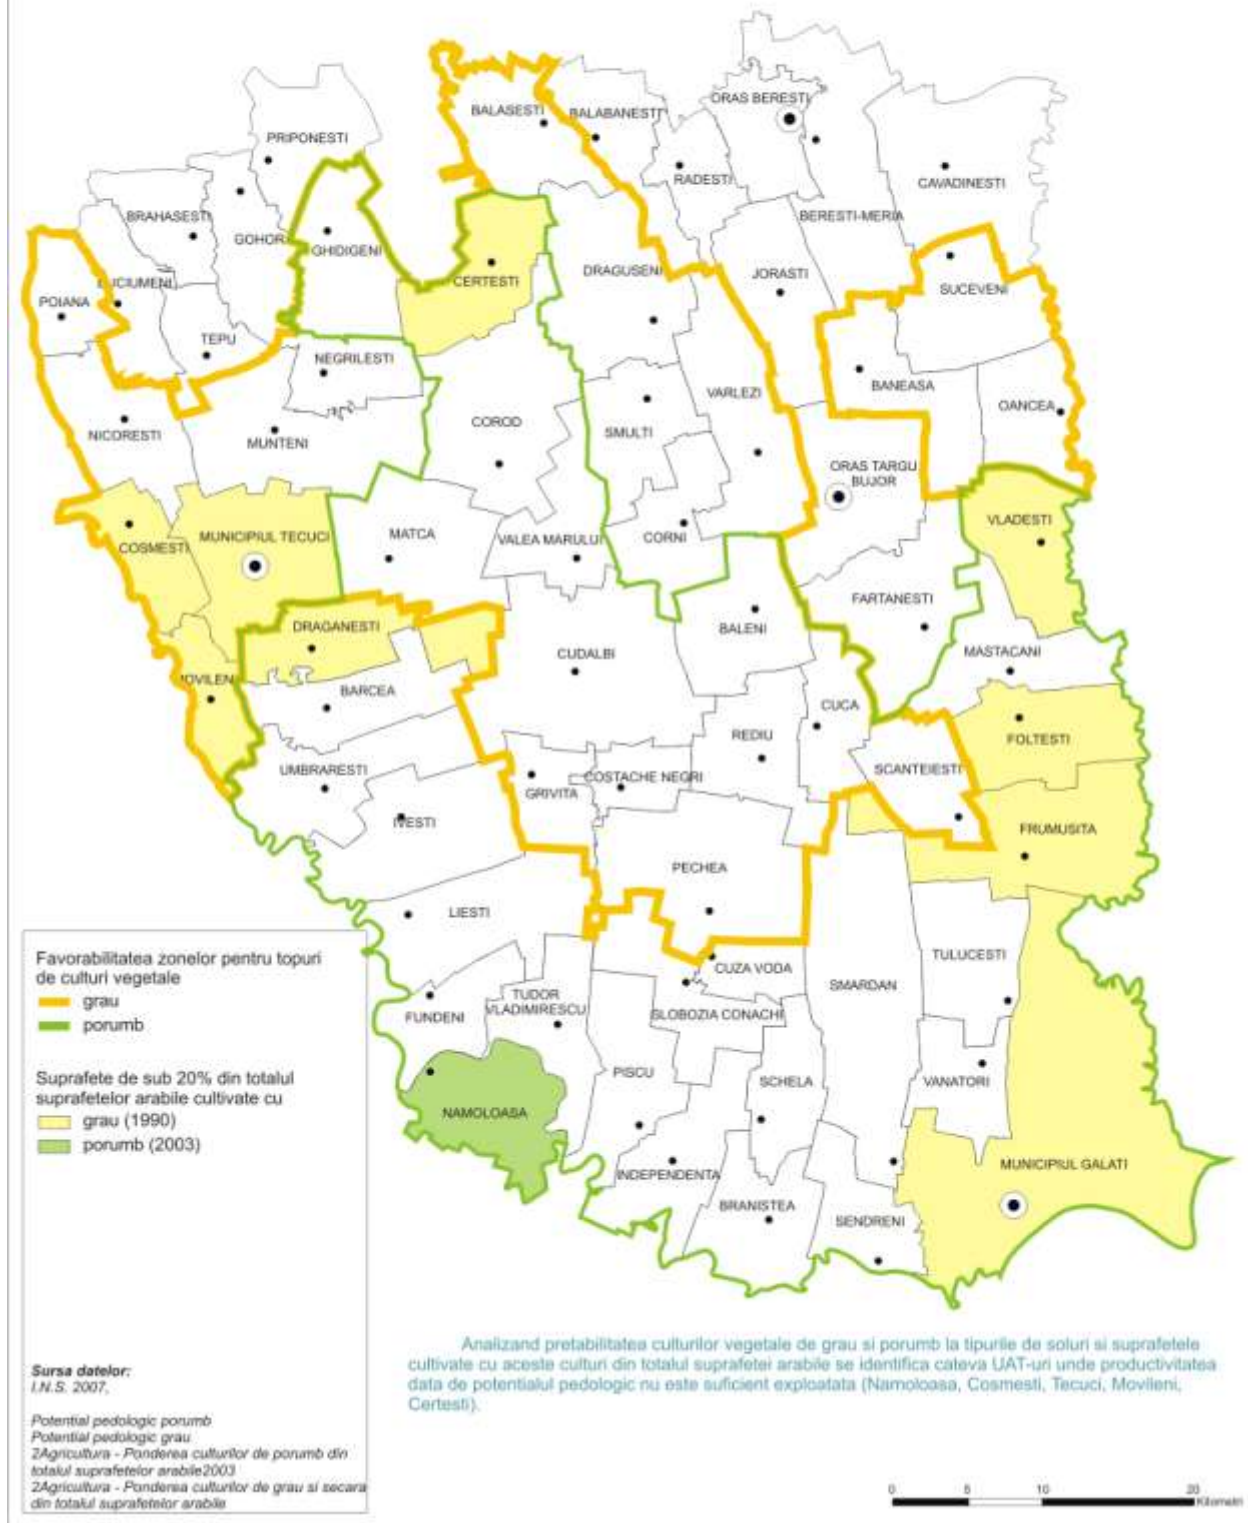 ORAS BERESTI
BALASESTI
BALABANESTI
PRIPONESTI
RADESTI
CAVADINESTI
BRAHASESTI
BERESTI-MERIA
GOHOR
GHIDIGENI
DRAGUSENI
JORASTI
CERTESTI
SUCEVENI
POIANA
TEPU
NEGRILESTI
BANEASA
VARLEZI
OANCEA
COROD
NICORESTI
SMULTI
MUNTENI
ORAS TARGU
BUJOR
VLADESTI
MUNICIPIUL TECUCI
MATCA
VALEA MARULUI
CORNI
COSMESTI
FARTANESTI
DRAGANESTI
BALENI
CUDALBI
MASTACANI
MOVILENI
BARCEA
CUCA
REDIU
FOLTESTI
UMBRARESTI
SCANTEIESTI
COSTACHE NEGRI
GRIVITA
IVESTI
FRUMUSITA
PECHEA
LIESTI
TULUCESTI
CUZA VODA
SMARDAN
TUDOR
VLADIMIRESCU
FUNDENI
SLOBOZIA CONACHI
PISCU
SCHELA
VANATORI
NAMOLOASA
MUNICIPIUL GALATI
INDEPENDENTA
BRANISTEA
SENDRENI
Favorabilitatea zonelor pentru topuri
de culturi vegetale
grau
porumb
Suprafete de sub 20% din totalul
suprafetelor arabile cultivate cu
grau (1990)
porumb (2003)
Sursa datelor:
I.N.S. 2007,
Potential pedologic porumb
Potential pedologic grau
2Agricultura - Ponderea culturilor de porumb din
totalul suprafetelor arabile2003
2Agricultura - Ponderea culturilor de grau si secara
din totalul suprafetelor arabile
Analizand pretabilitatea culturilor vegetale de grau si porumb la tipurile de soluri si suprafetele
cultivate cu aceste culturi din totalul suprafetei arabile se identifica cateva UAT-uri unde productivitatea
data de potentialul pedologic nu este suficient exploatata (Namoloasa, Cosmesti, Tecuci, Movileni,
Certesti).
0 5 10 20
Kilometri